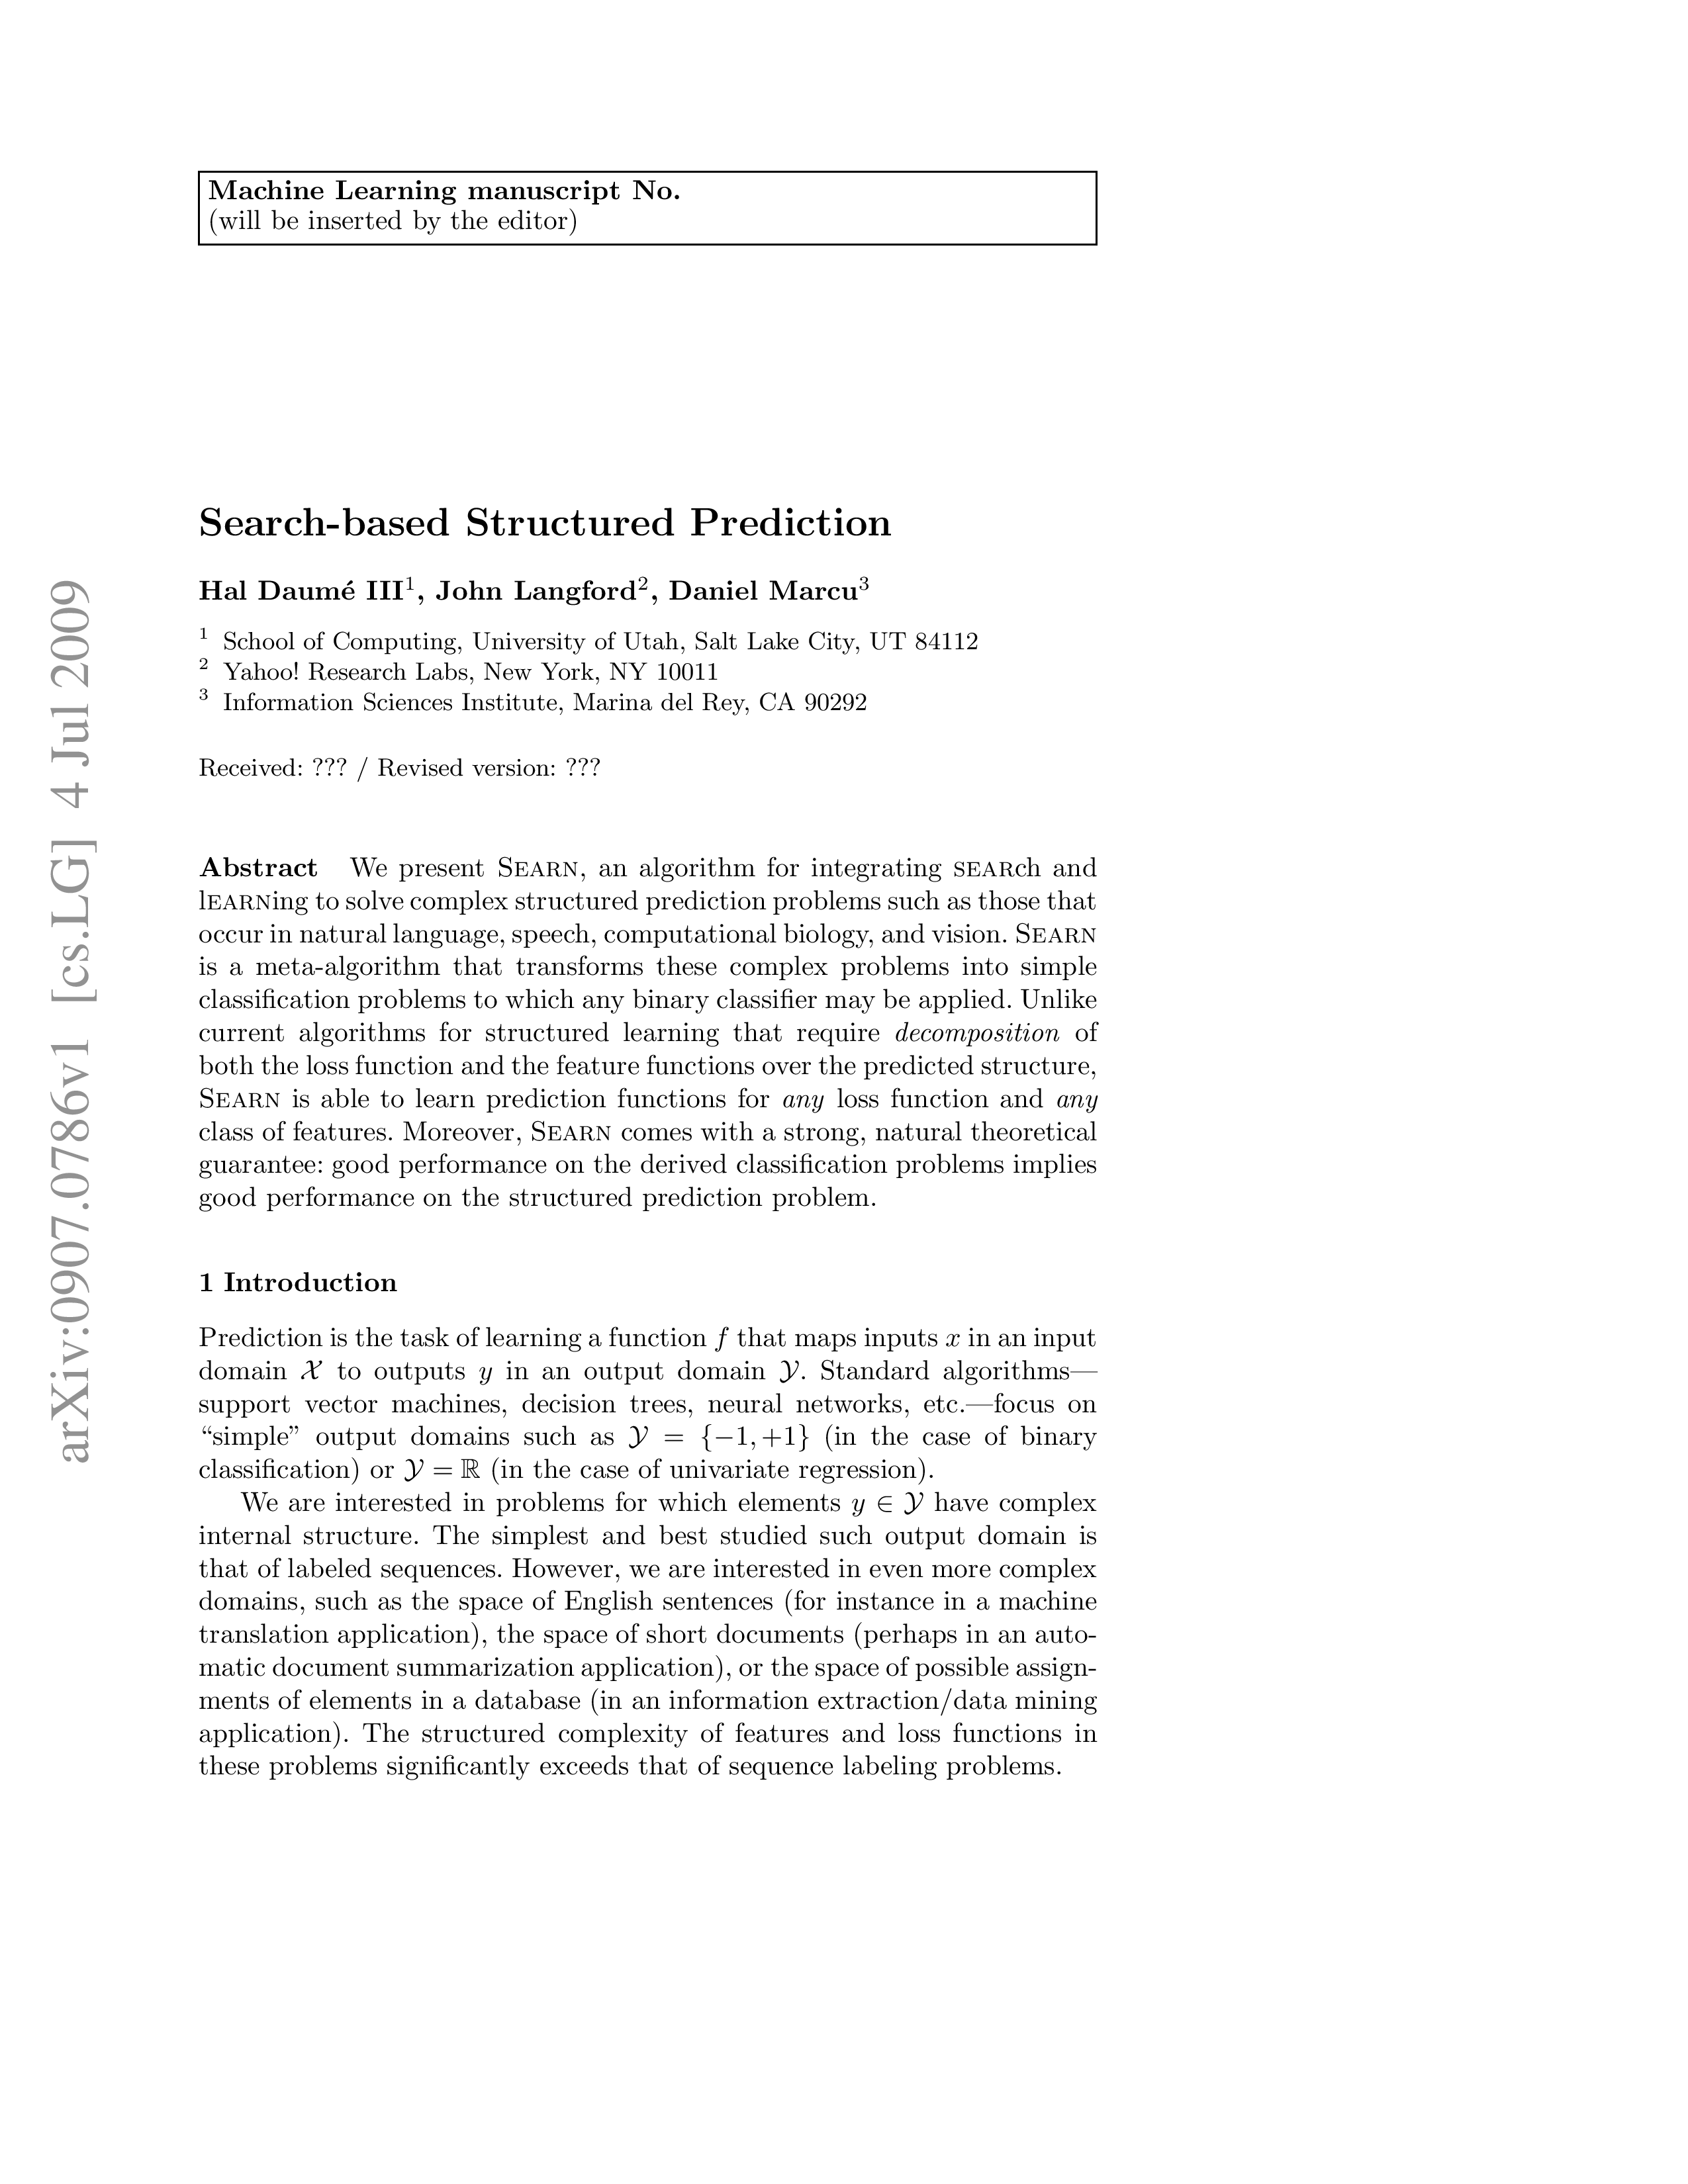 Machine Learning manuscript No.
(will be inserted by the editor)
Search-based Structured Prediction
Hal Daumé III¹, John Langford², Daniel Marcu³
¹ School of Computing, University of Utah, Salt Lake City, UT 84112
² Yahoo! Research Labs, New York, NY 10011
³ Information Sciences Institute, Marina del Rey, CA 90292
Received: ??? / Revised version: ???
Abstract We present SEARN, an algorithm for integrating SEARch and
lEARNing to solve complex structured prediction problems such as those that
occur in natural language, speech, computational biology, and vision. SEARN
is a meta-algorithm that transforms these complex problems into simple
classification problems to which any binary classifier may be applied. Unlike
current algorithms for structured learning that require decomposition of
both the loss function and the feature functions over the predicted structure,
SEARN is able to learn prediction functions for any loss function and any
class of features. Moreover, SEARN comes with a strong, natural theoretical
guarantee: good performance on the derived classification problems implies
good performance on the structured prediction problem.
1 Introduction
Prediction is the task of learning a function f that maps inputs x in an input
domain 𝒳 to outputs y in an output domain 𝒴. Standard algorithms—
support vector machines, decision trees, neural networks, etc.—focus on
“simple” output domains such as 𝒴 = {−1, +1} (in the case of binary
classification) or 𝒴 = ℝ (in the case of univariate regression).
We are interested in problems for which elements y ∈ 𝒴 have complex
internal structure. The simplest and best studied such output domain is
that of labeled sequences. However, we are interested in even more complex
domains, such as the space of English sentences (for instance in a machine
translation application), the space of short documents (perhaps in an auto-
matic document summarization application), or the space of possible assign-
ments of elements in a database (in an information extraction/data mining
application). The structured complexity of features and loss functions in
these problems significantly exceeds that of sequence labeling problems.
arXiv:0907.0786v1 [cs.LG] 4 Jul 2009